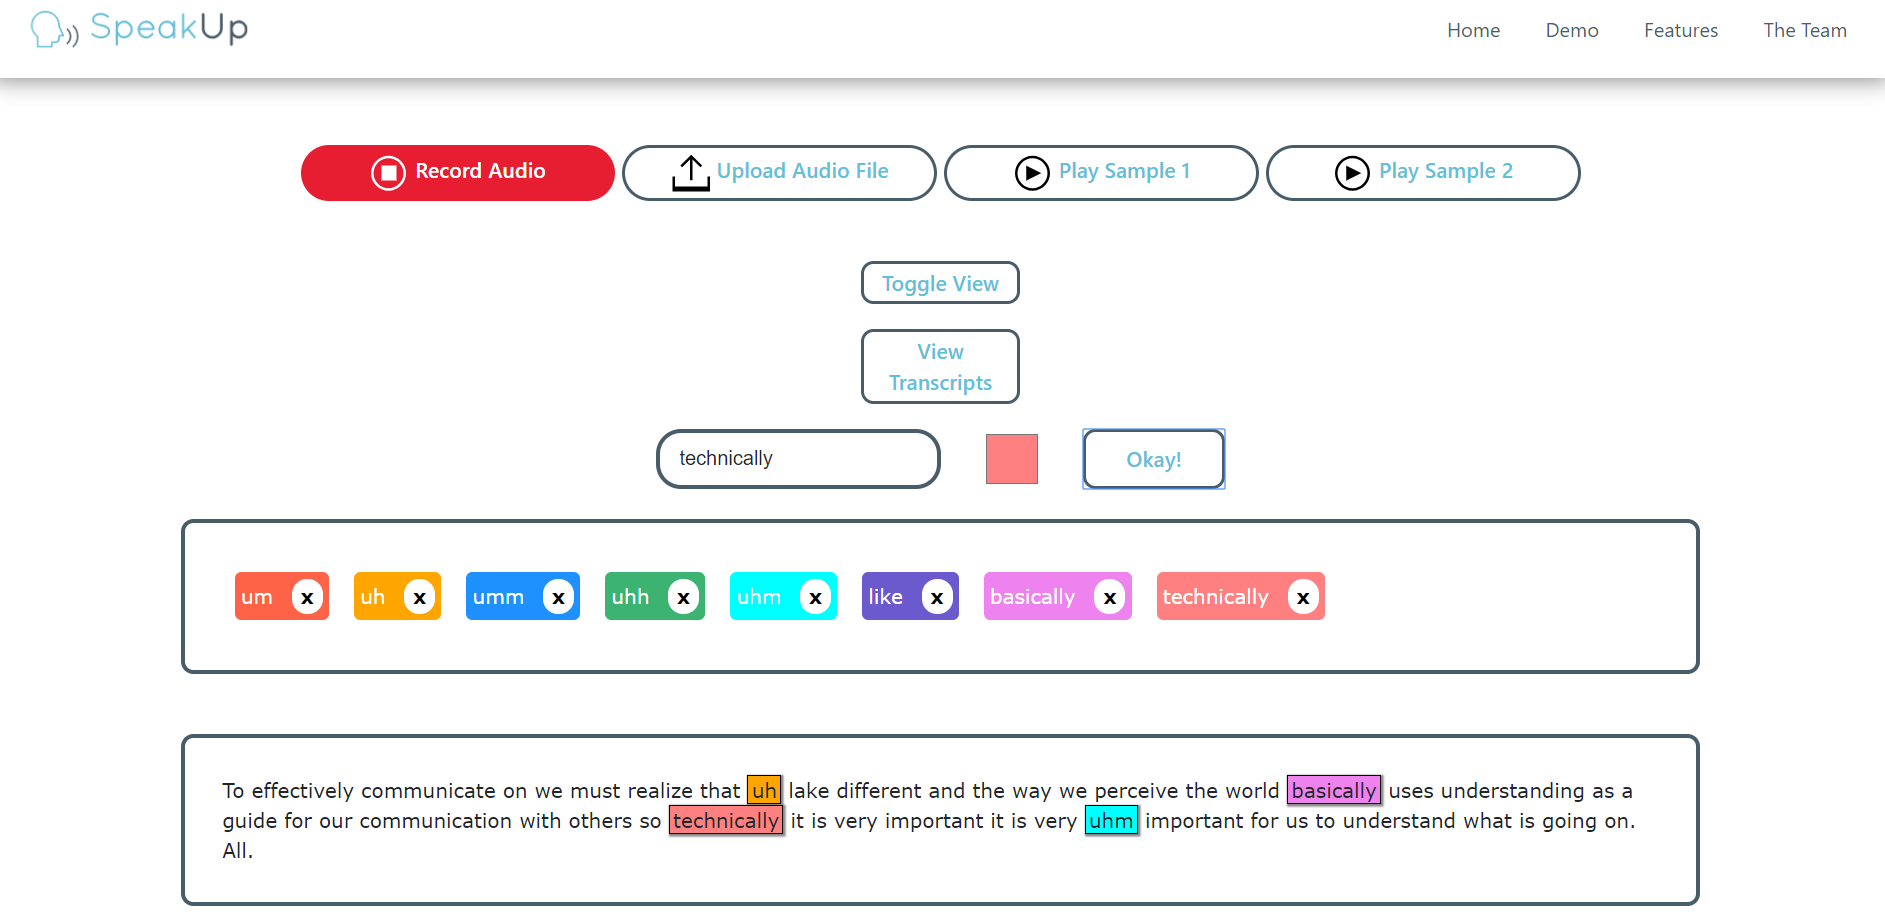 SpeakUp
Home Demo Features The Team
Record Audio Upload Audio File Play Sample 1 Play Sample 2
Toggle View
View
Transcripts
technically Okay!
um x uh x umm x uhh x uhm x like x basically x technically x
To effectively communicate on we must realize that uh lake different and the way we perceive the world basically uses understanding as a
guide for our communication with others so technically it is very important it is very uhm important for us to understand what is going on.
All.